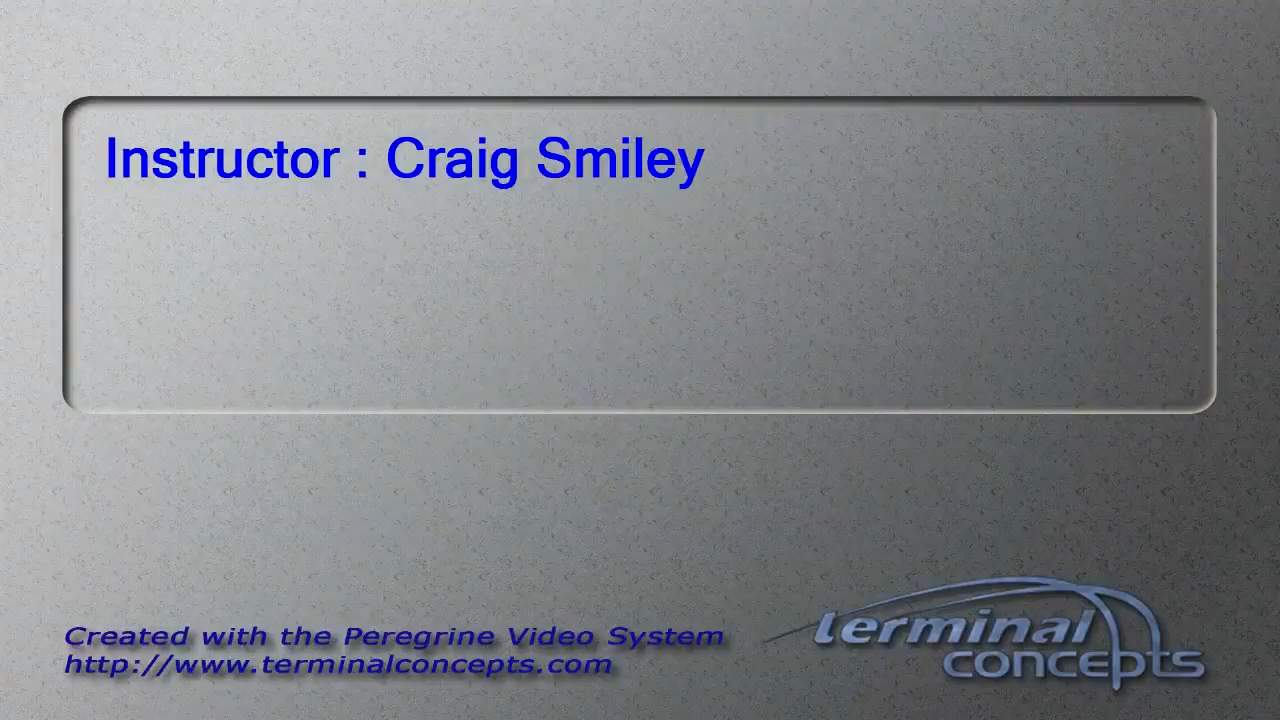 Instructor : Craig Smiley
Created with the Peregrine Video System
http://www.terminalconcepts.com
terminal
concepts